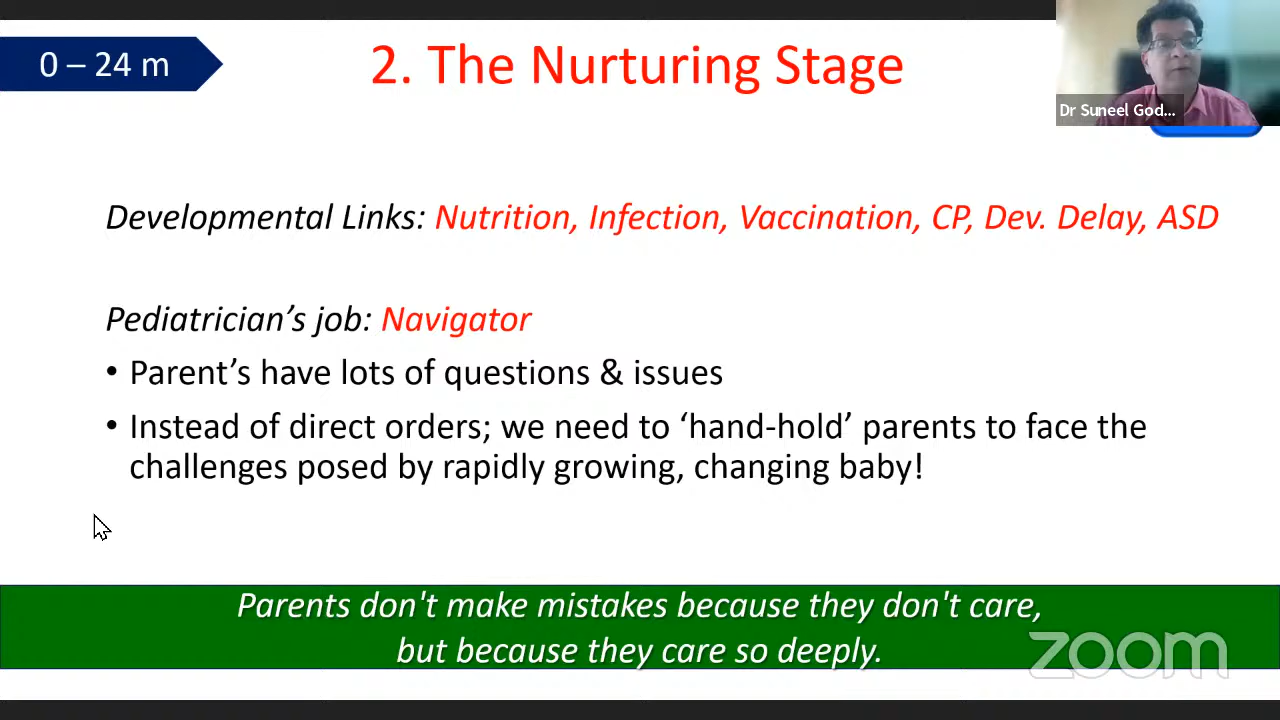 0 – 24 m
2. The Nurturing Stage
Dr Suneel God...
Developmental Links: Nutrition, Infection, Vaccination, CP, Dev. Delay, ASD
Pediatrician’s job: Navigator
• Parent’s have lots of questions & issues
• Instead of direct orders; we need to ‘hand-hold’ parents to face the
challenges posed by rapidly growing, changing baby!
Parents don't make mistakes because they don't care,
but because they care so deeply.
zoom